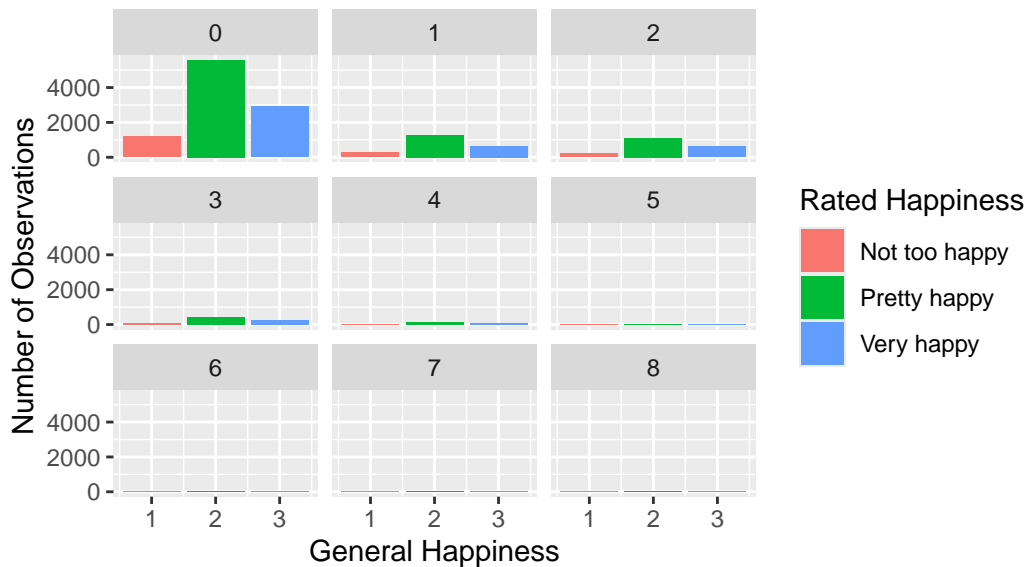 0 1 2
4000
2000
0
3 4 5
4000
2000
0
6 7 8
4000
2000
0
1 2 3 1 2 3 1 2 3
General Happiness
Number of Observations
Rated Happiness
Not too happy
Pretty happy
Very happy